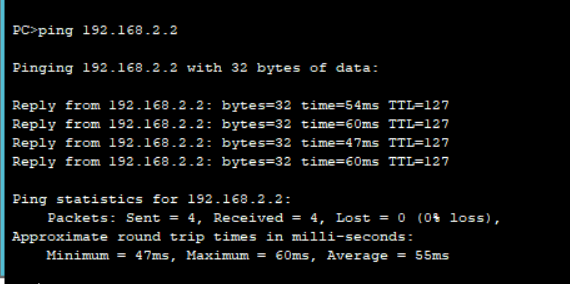 PC>ping 192.168.2.2
Pinging 192.168.2.2 with 32 bytes of data:
Reply from 192.168.2.2: bytes=32 time=54ms TTL=127
Reply from 192.168.2.2: bytes=32 time=60ms TTL=127
Reply from 192.168.2.2: bytes=32 time=47ms TTL=127
Reply from 192.168.2.2: bytes=32 time=60ms TTL=127
Ping statistics for 192.168.2.2:
Packets: Sent = 4, Received = 4, Lost = 0 (0% loss),
Approximate round trip times in milli-seconds:
Minimum = 47ms, Maximum = 60ms, Average = 55ms